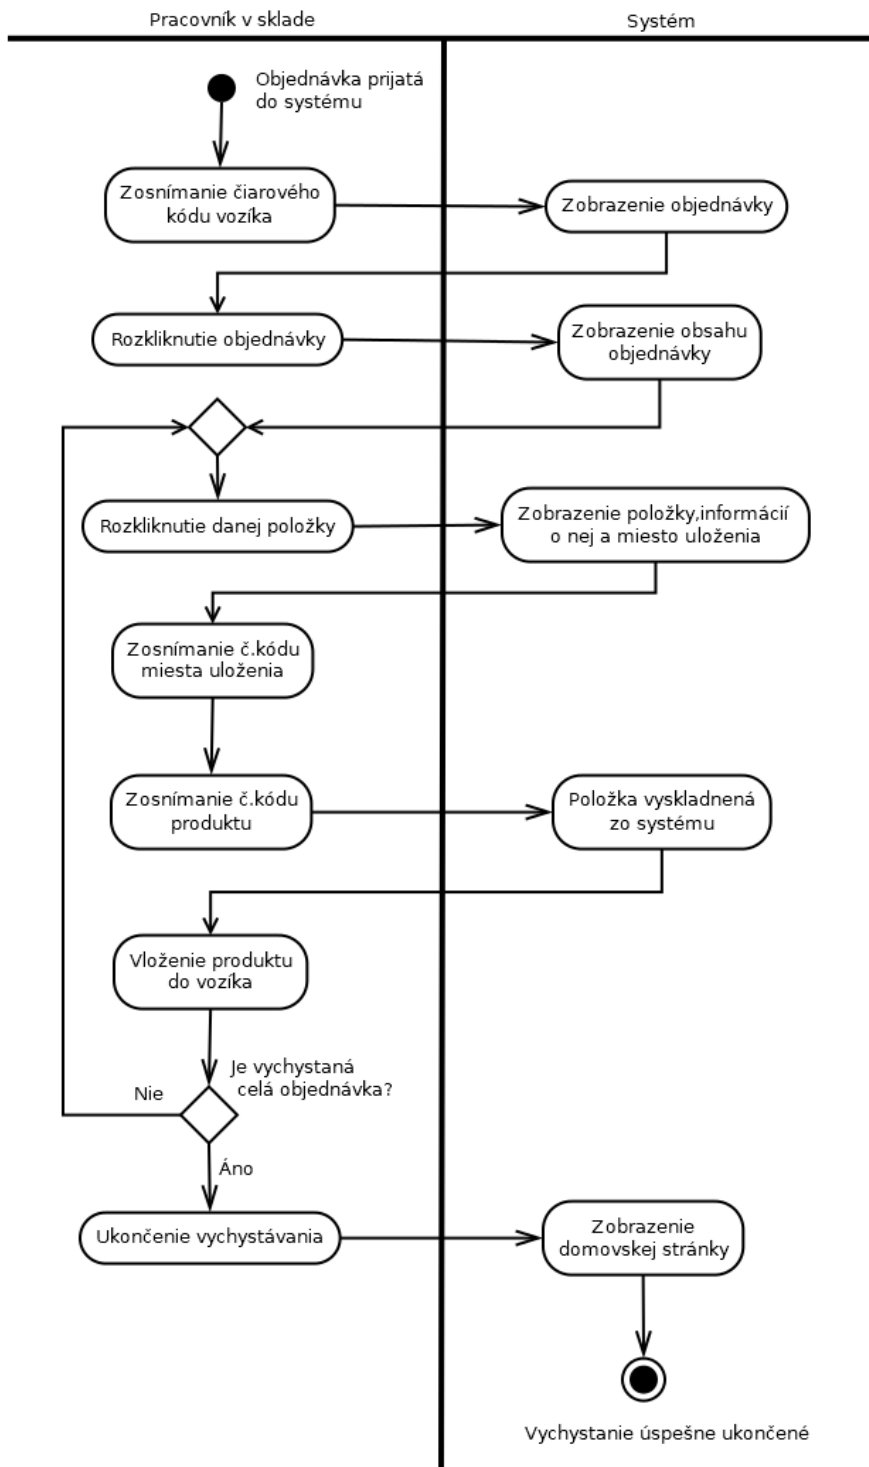 Pracovník v sklade
Systém
Objednávka prijatá
do systému
Zosnímanie čiarového
kódu vozíka
Zobrazenie objednávky
Rozkliknutie objednávky
Zobrazenie obsahu
objednávky
Rozkliknutie danej položky
Zobrazenie položky,informácií
o nej a miesto uloženia
Zosnímanie č.kódu
miesta uloženia
Zosnímanie č.kódu
produktu
Položka vyskladnená
zo systému
Vloženie produktu
do vozíka
Je vychystaná
celá objednávka?
Nie
Áno
Ukončenie vychystávania
Zobrazenie
domovskej stránky
Vychystanie úspešne ukončené